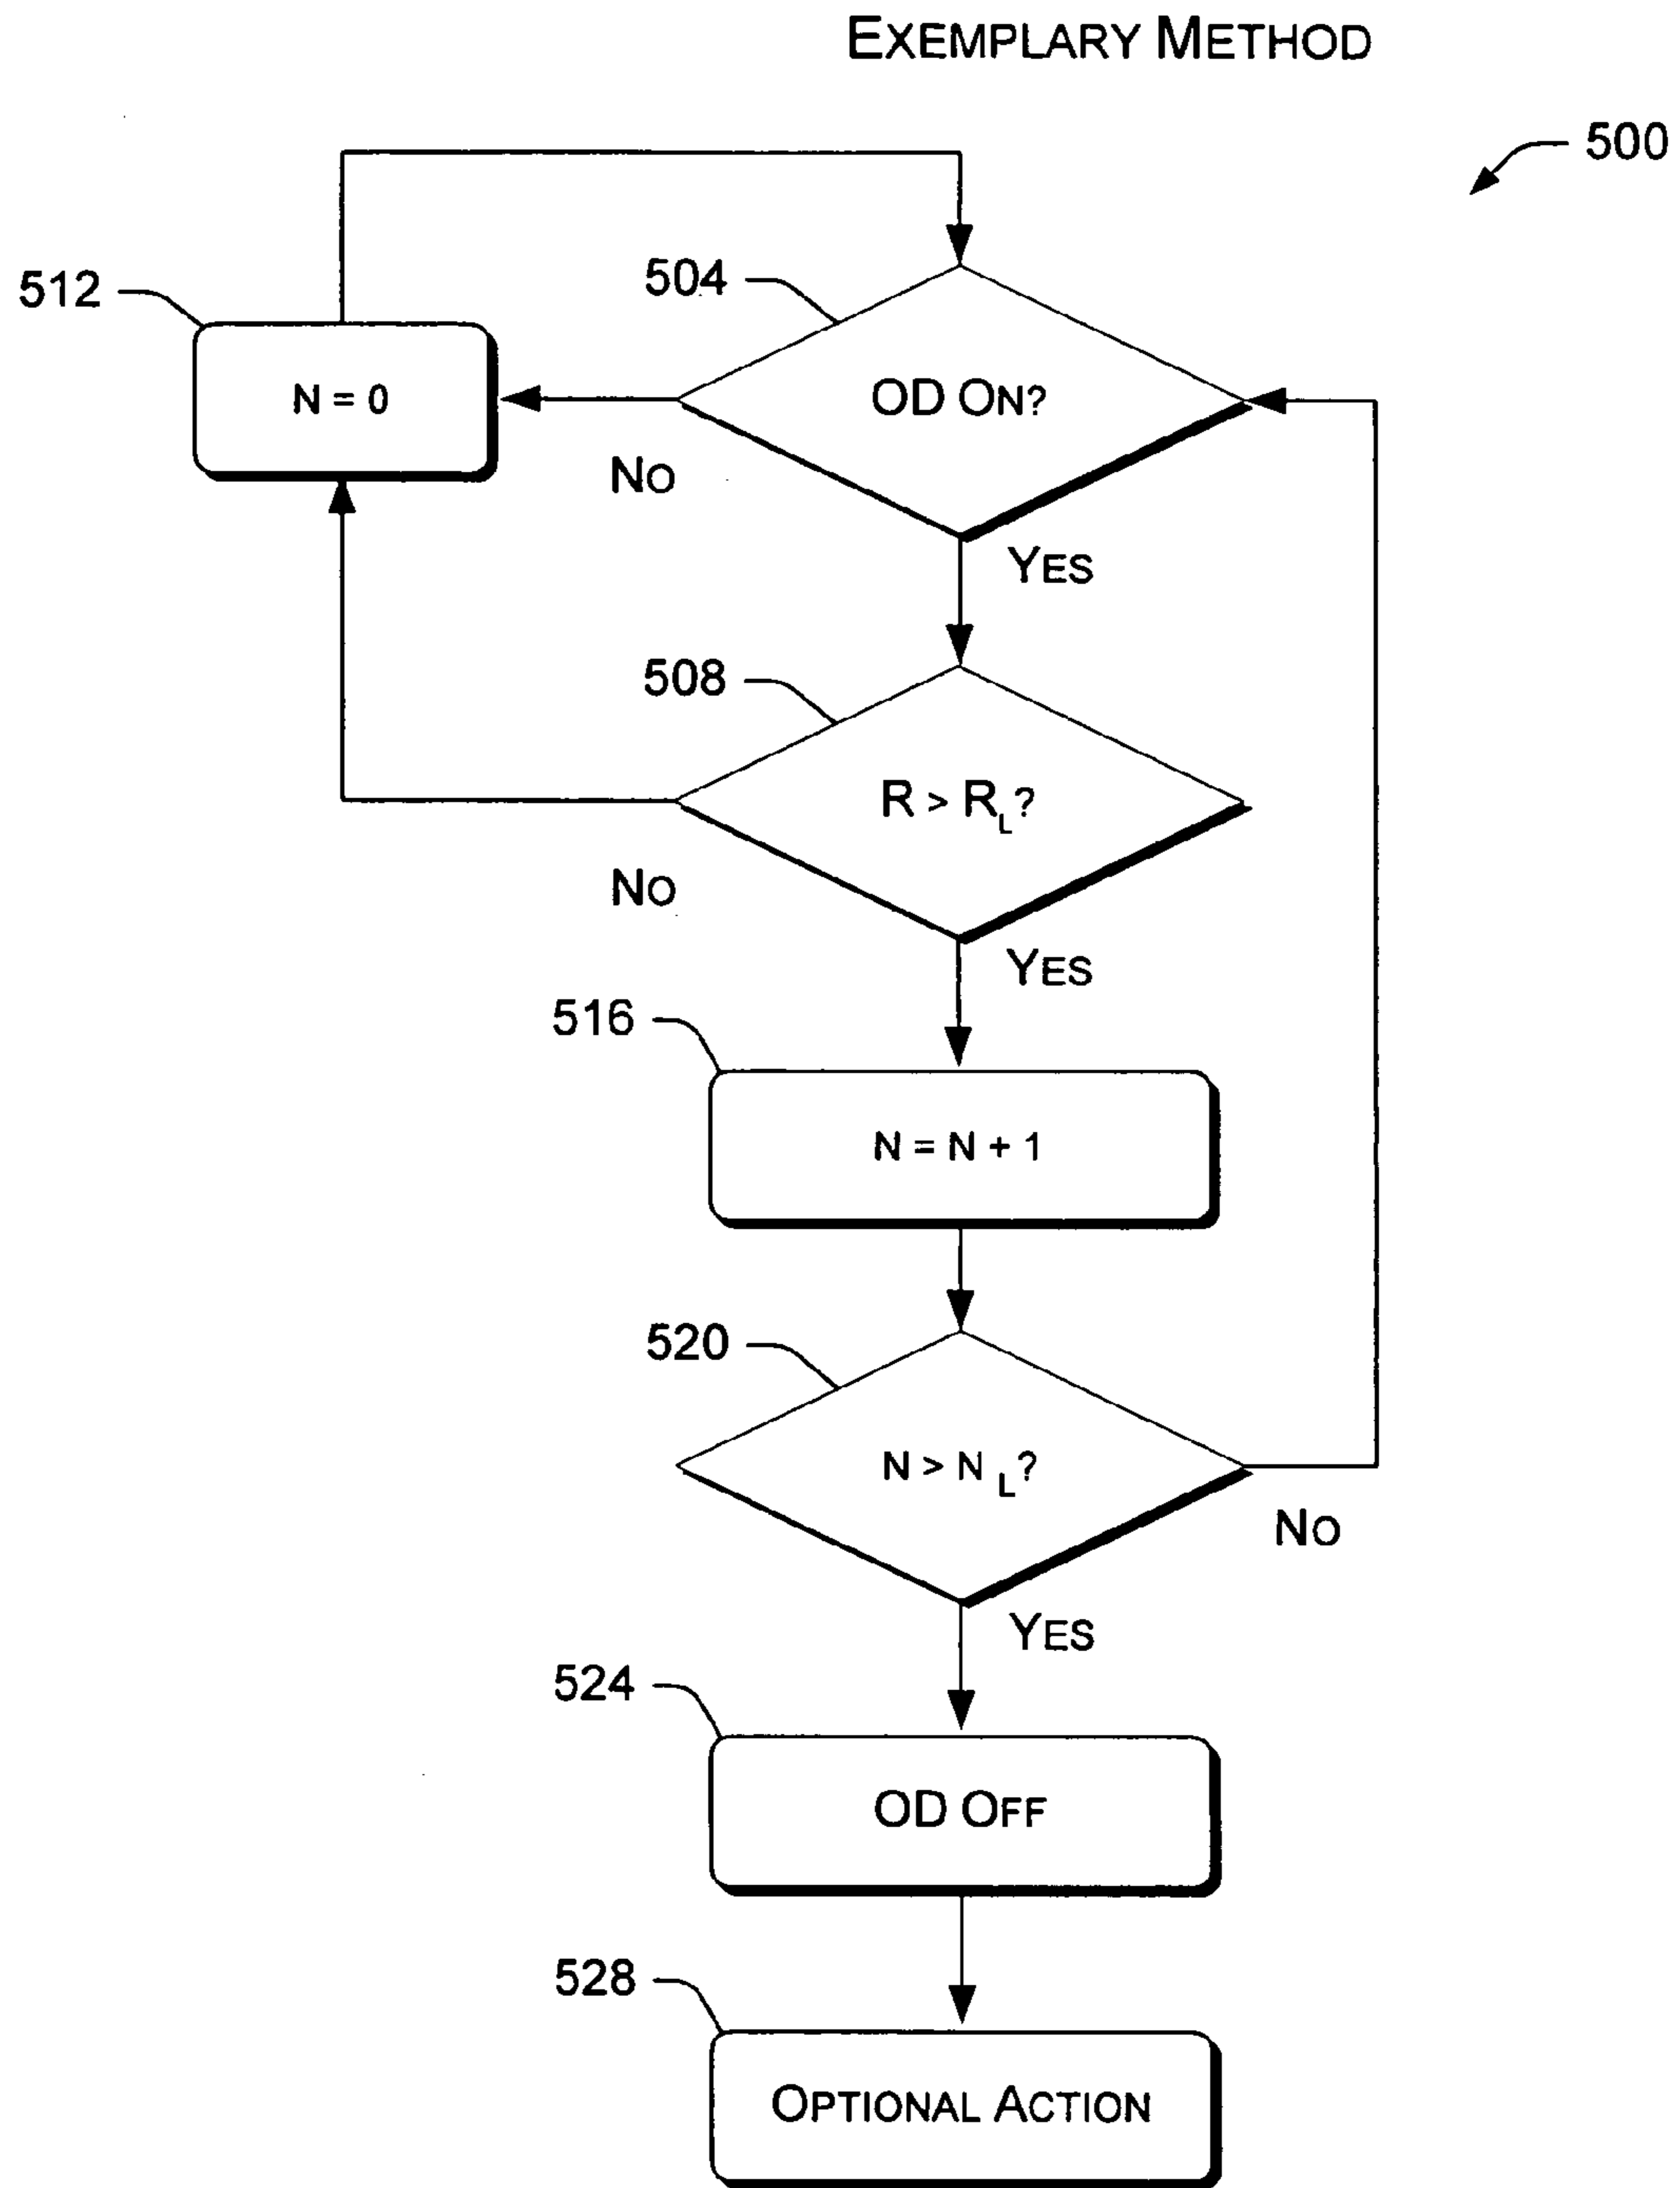 EXEMPLARY METHOD
500
512
504
N = 0
OD ON?
NO
YES
508
R > RL?
NO
YES
516
N = N + 1
520
N > N L?
NO
YES
524
OD OFF
528
OPTIONAL ACTION